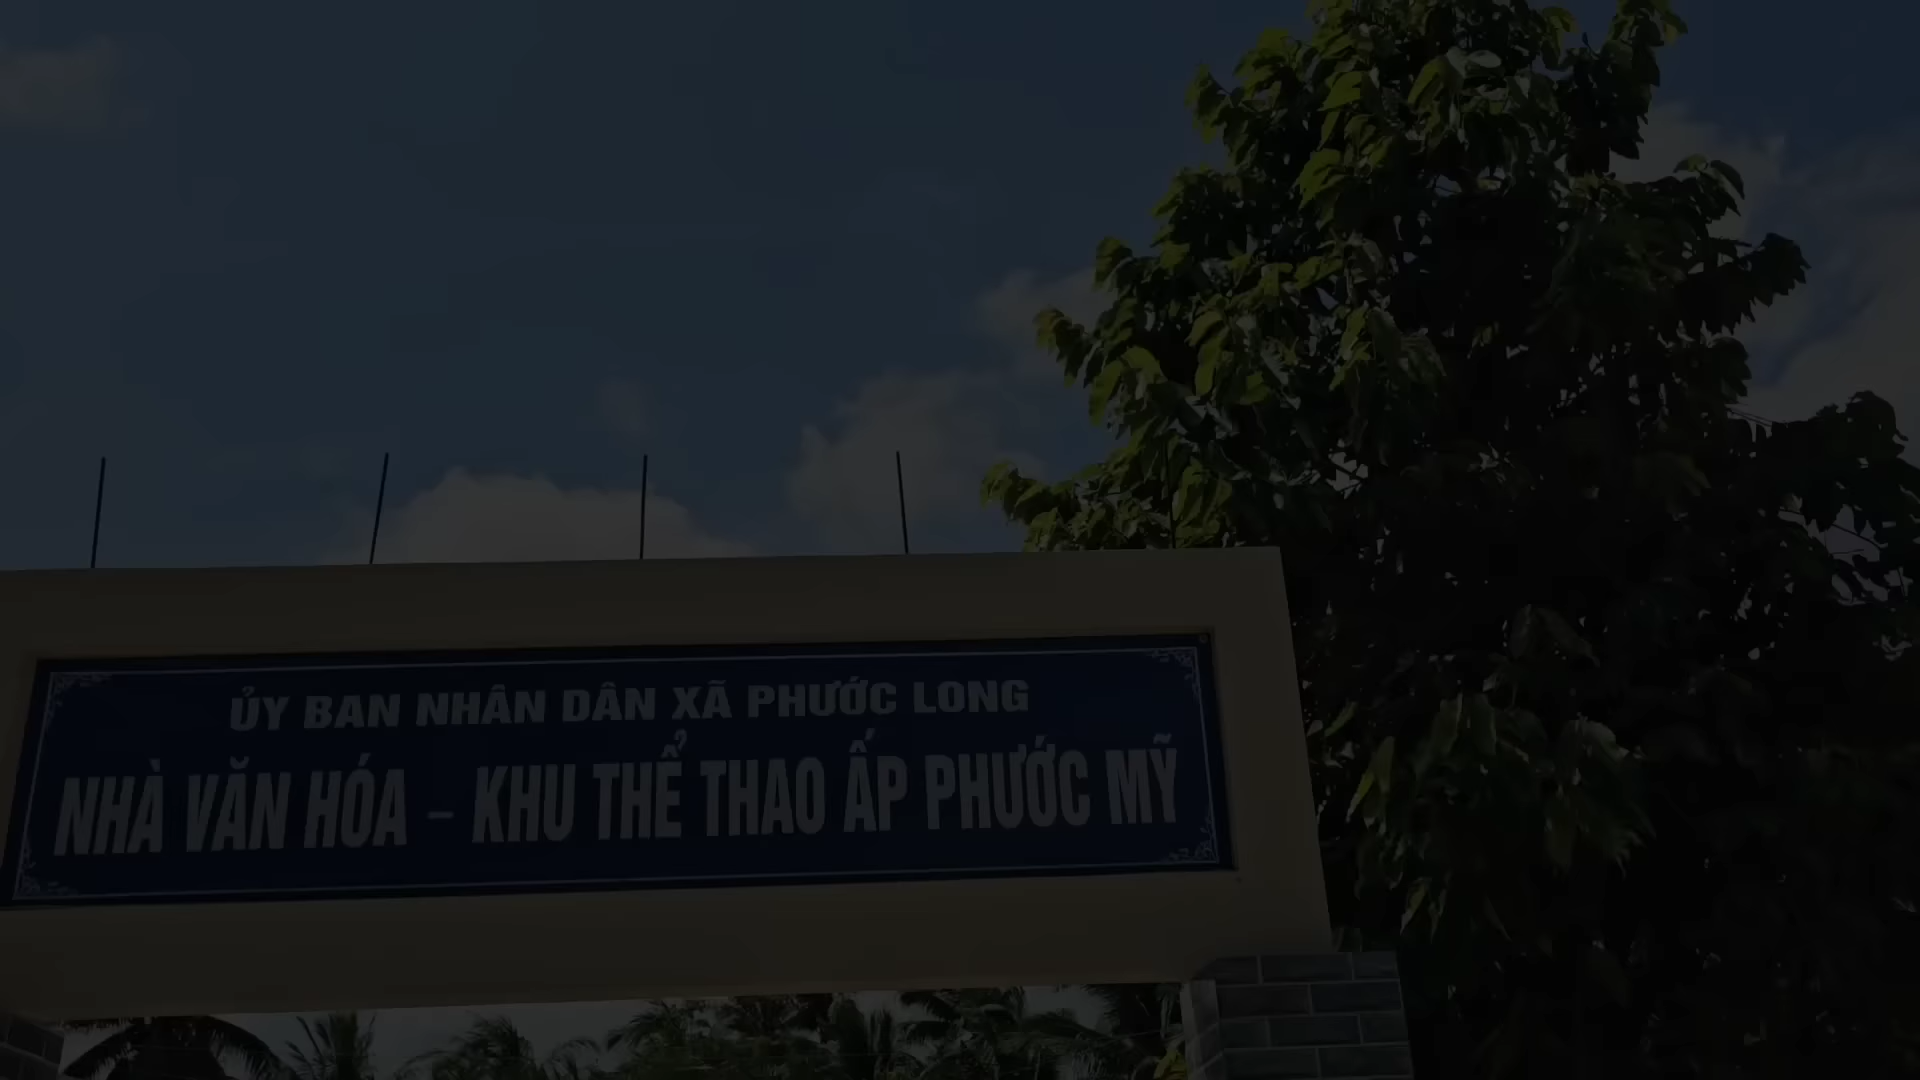 ỦY BAN NHÂN DÂN XÃ PHƯỚC LONG
NHÀ VĂN HÓA - KHU THỂ THAO ẤP PHƯỚC MỸ